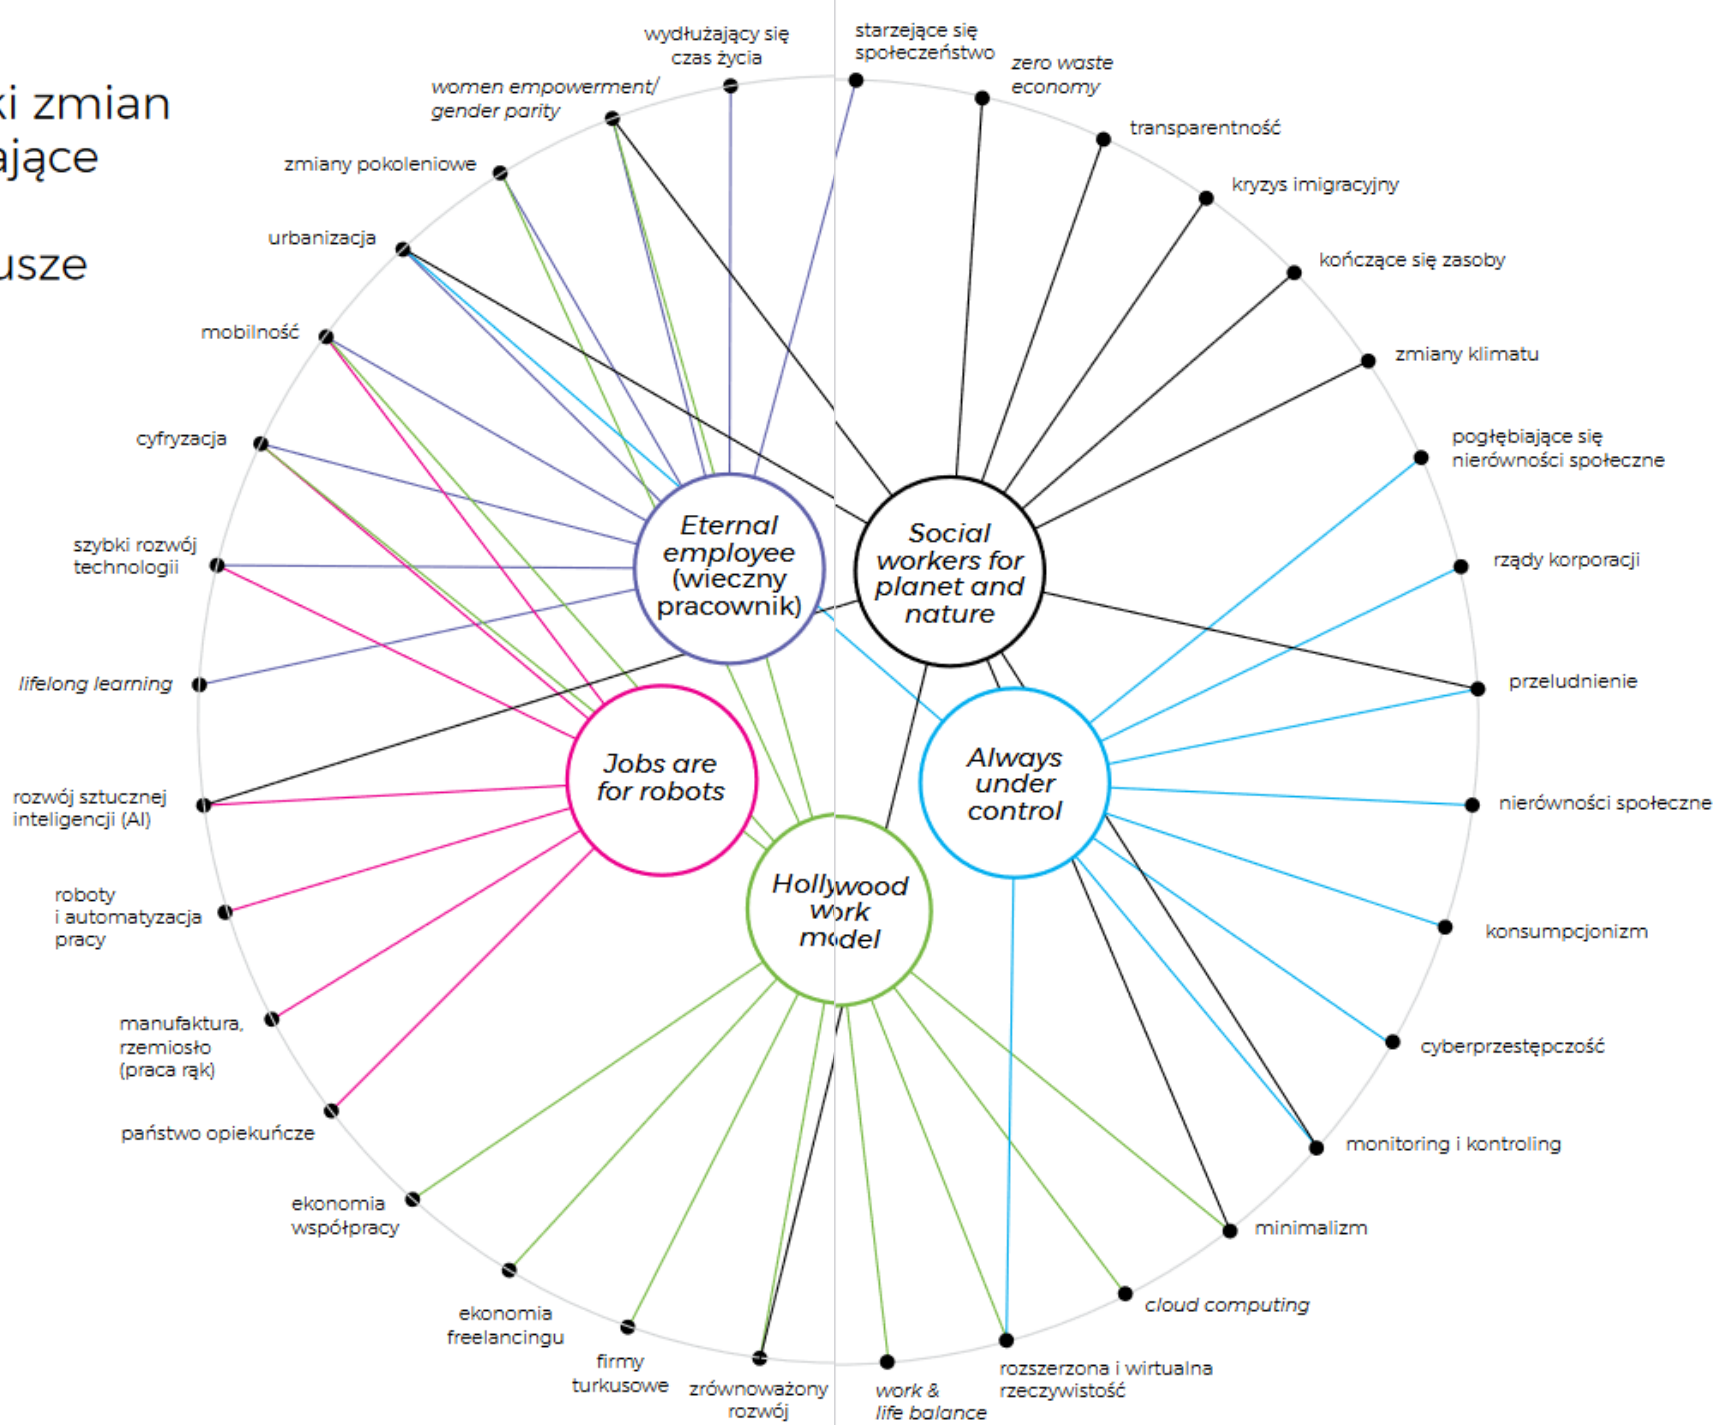 ki zmian
ające
usze
wydłużający się
czas życia
starzejące się
społeczeństwo
zero waste
economy
transparentność
kryzys imigracyjny
kończące się zasoby
zmiany klimatu
pogłębiające się
nierówności społeczne
rządy korporacji
przeludnienie
nierówności społeczne
konsumpcjonizm
cyberprzestępczość
monitoring i kontroling
minimalizm
cloud computing
rozszerzona i wirtualna
rzeczywistość
work &
life balance
zrównoważony
rozwój
firmy
turkusowe
ekonomia
freelancingu
ekonomia
współpracy
państwo opiekuńcze
manufaktura,
rzemiosło
(praca rąk)
roboty
i automatyzacja
pracy
rozwój sztucznej
inteligencji (AI)
lifelong learning
szybki rozwój
technologii
cyfryzacja
mobilność
urbanizacja
zmiany pokoleniowe
women empowerment/
gender parity
Eternal
employee
(wieczny
pracownik)
Social
workers for
planet and
nature
Jobs are
for robots
Always
under
control
Hollywood
work
model